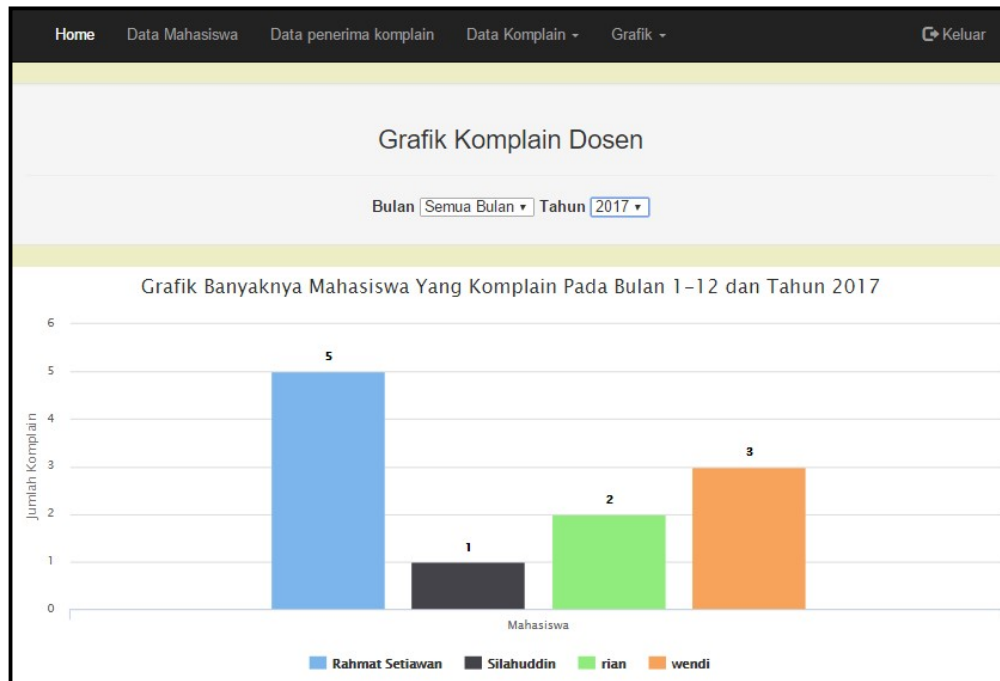 Home Data Mahasiswa Data penerima komplain Data Komplain Grafik Keluar
Grafik Komplain Dosen
Bulan Semua Bulan Tahun 2017
Grafik Banyaknya Mahasiswa Yang Komplain Pada Bulan 1-12 dan Tahun 2017
6
5
4
3
2
1
0
Jumlah Komplain
5
1
2
3
Mahasiswa
Rahmat Setiawan Silahuddin rian wendi